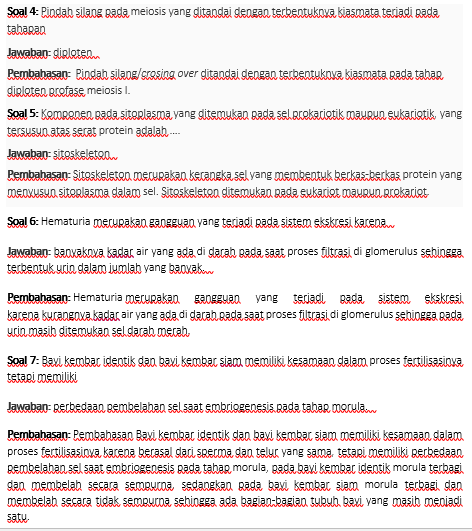 Soal 4: Pindah silang pada meiosis yang ditandai dengan terbentuknya kiasmata terjadi pada
tahapan
Jawaban: diploten
Pembahasan: Pindah silang/crosing over ditandai dengan terbentuknya kiasmata pada tahap
diploten profase meiosis I.
Soal 5: Komponen pada sitoplasma yang ditemukan pada sel prokariotik maupun eukariotik, yang
tersusun atas serat protein adalah ....
Jawaban: sitoskeleton
Pembahasan: Sitoskeleton merupakan kerangka sel yang membentuk berkas-berkas protein yang
menyusun sitoplasma dalam sel. Sitoskeleton ditemukan pada eukariot maupun prokariot.
Soal 6: Hematuria merupakan gangguan yang terjadi pada sistem ekskresi karena...
Jawaban: banyaknya kadar air yang ada di darah pada saat proses filtrasi di glomerulus sehingga
terbentuk urin dalam jumlah yang banyak...
Pembahasan: Hematuria merupakan gangguan yang terjadi pada sistem ekskresi
karena kurangnya kadar air yang ada di darah pada saat proses filtrasi di glomerulus sehingga pada
urin masih ditemukan sel darah merah.
Soal 7: Bayi kembar identik dan bayi kembar siam memiliki kesamaan dalam proses fertilisasinya
tetapi memiliki
Jawaban: perbedaan pembelahan sel saat embriogenesis pada tahap morula...
Pembahasan: Pembahasan Bayi kembar identik dan bayi kembar siam memiliki kesamaan dalam
proses fertilisasinya karena berasal dari sperma dan telur yang sama, tetapi memiliki perbedaan
pembelahan sel saat embriogenesis pada tahap morula, pada bayi kembar identik morula terbagi
dan membelah secara sempurna, sedangkan pada bayi kembar siam morula terbagi dan
membelah secara tidak sempurna sehingga ada bagian-bagian tubuh bayi yang masih menjadi
satu.